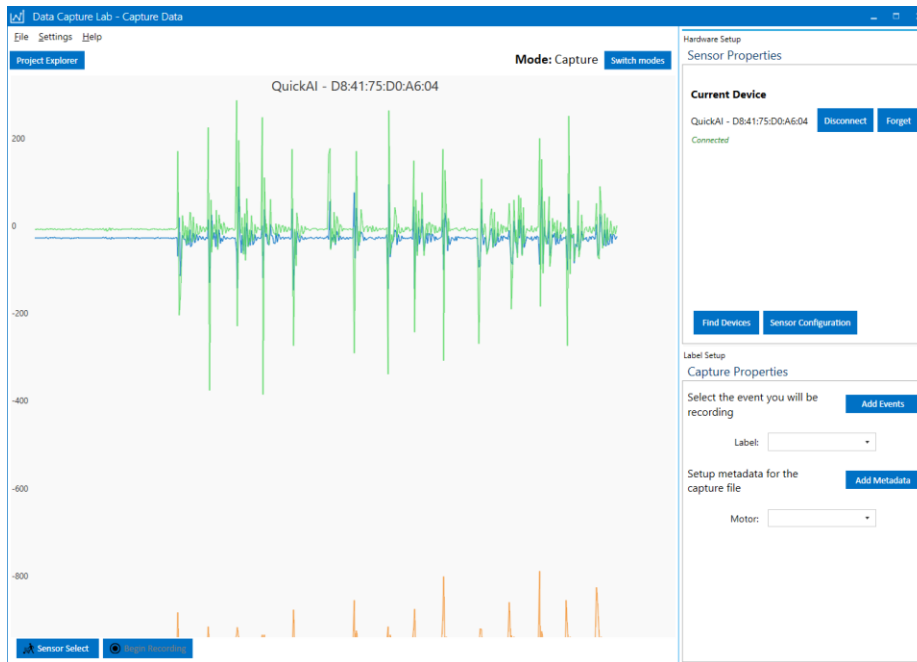 Data Capture Lab - Capture Data
File Settings Help
Project Explorer
Mode: Capture Switch modes
QuickAI - D8:41:75:D0:A6:04
200
0
-200
-400
-600
-800
Sensor Select
Begin Recording
Hardware Setup
Sensor Properties
Current Device
QuickAI - D8:41:75:D0:A6:04 Disconnect Forget
Connected
Find Devices Sensor Configuration
Label Setup
Capture Properties
Select the event you will be
recording
Add Events
Label:
Setup metadata for the
capture file
Add Metadata
Motor: